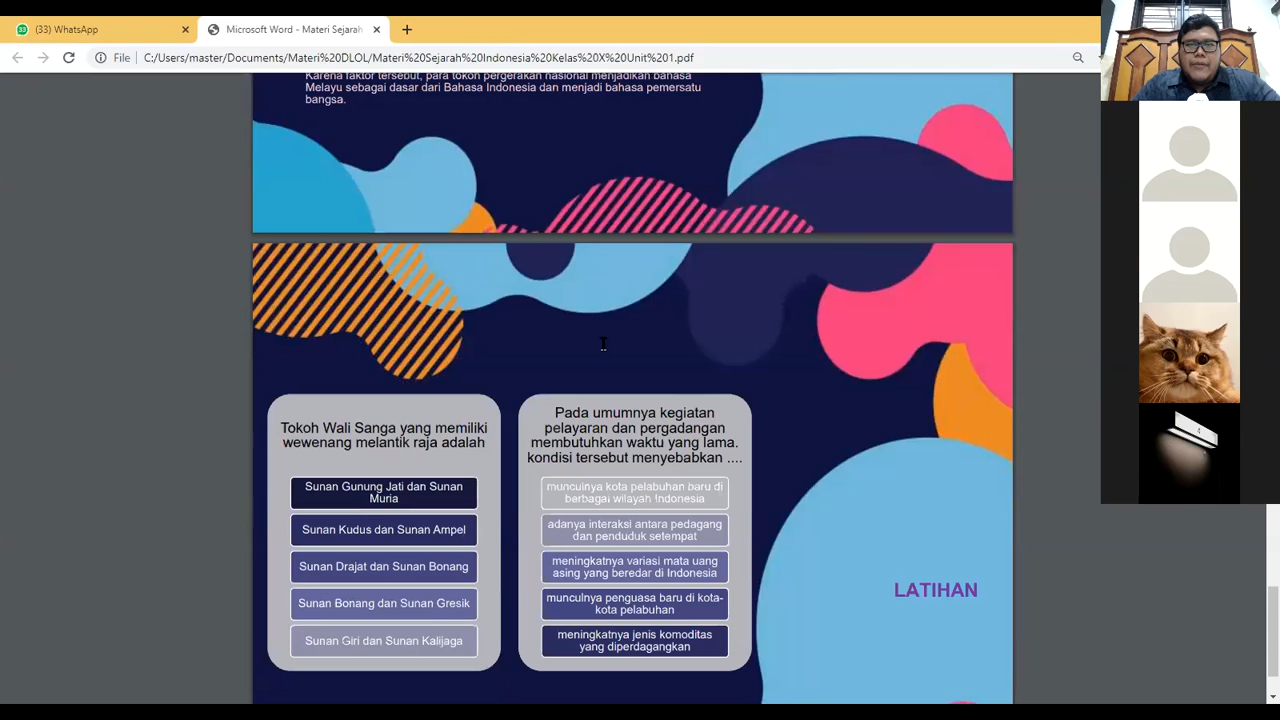 (33) WhatsApp
Microsoft Word - Materi Sejarah
File
C:/Users/master/Documents/Materi%20DLOL/Materi%20Sejarah%20Indonesia%20Kelas%20X%20Unit%201.pdf
Karena faktor tersebut, para tokoh pergerakan nasional menjadikan bahasa
Melayu sebagai dasar dari Bahasa Indonesia dan menjadi bahasa pemersatu
bangsa.
Tokoh Wali Sanga yang memiliki
wewenang melantik raja adalah
Sunan Gunung Jati dan Sunan
Muria
Sunan Kudus dan Sunan Ampel
Sunan Drajat dan Sunan Bonang
Sunan Bonang dan Sunan Gresik
Sunan Giri dan Sunan Kalijaga
Pada umumnya kegiatan
pelayaran dan pergadangan
membutuhkan waktu yang lama.
kondisi tersebut menyebabkan ....
munculnya kota pelabuhan baru di
berbagai wilayah Indonesia
adanya interaksi antara pedagang
dan penduduk setempat
meningkatnya variasi mata uang
asing yang beredar di Indonesia
munculnya penguasa baru di kota-
kota pelabuhan
meningkatnya jenis komoditas
yang diperdagangkan
LATIHAN